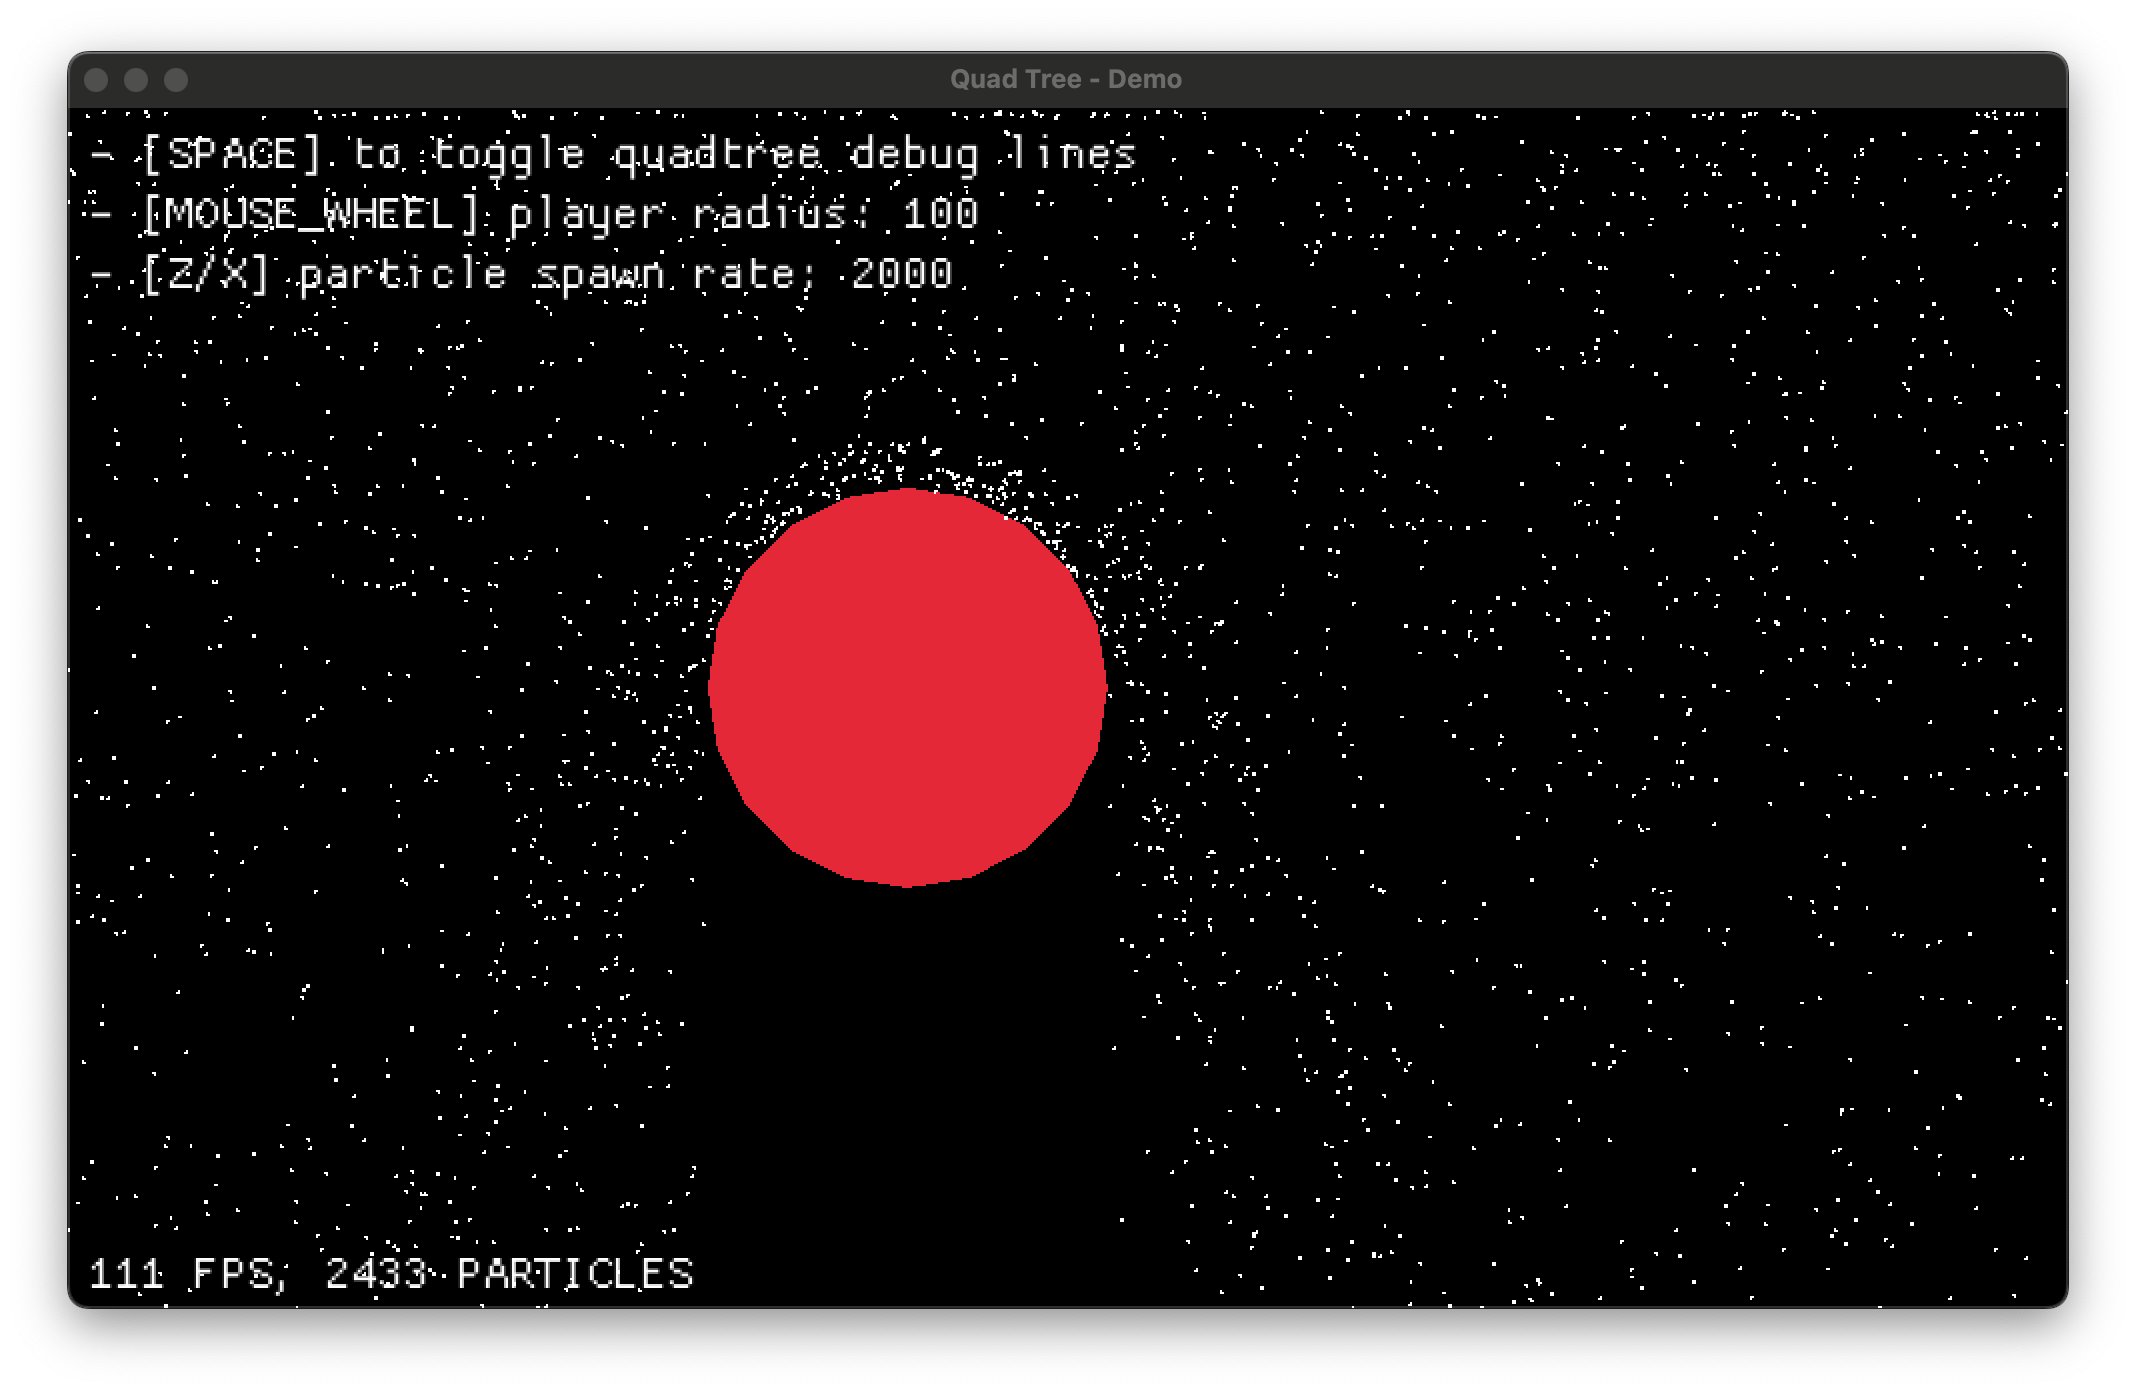 Quad Tree - Demo
- [SPACE] to toggle quadtree debug lines
- [MOUSE_WHEEL] player radius: 100
- [Z/X] particle spawn rate: 2000
111 FPS, 2433 PARTICLES